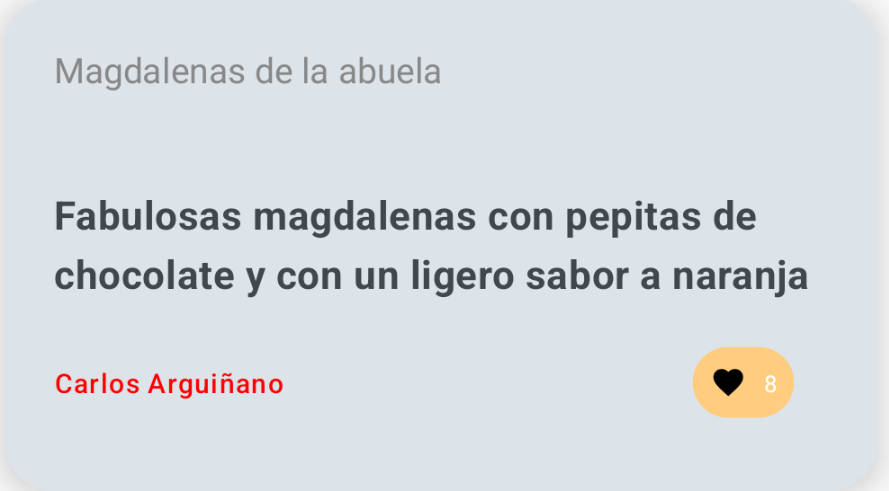 Magdalenas de la abuela
Fabulosas magdalenas con pepitas de
chocolate y con un ligero sabor a naranja
Carlos Arguiñano
8